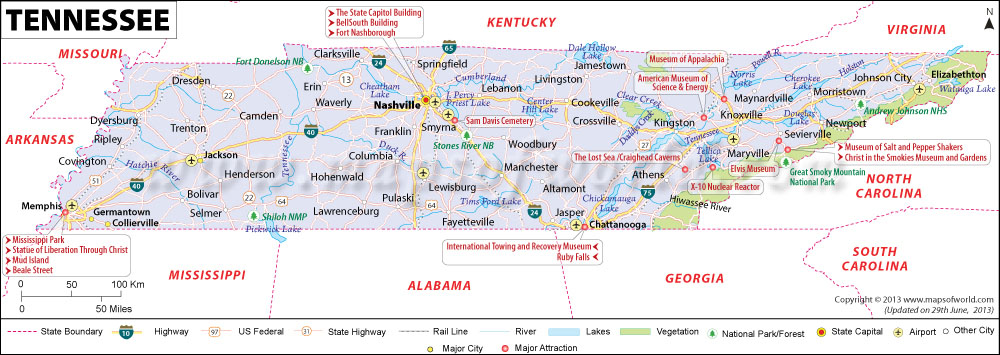 TENNESSEE
MISSOURI
KENTUCKY
VIRGINIA
N
The State Capitol Building
BellSouth Building
Fort Nashborough
65
24
Clarksville
Springfield
Fort Donelson NB
Erin
13
Cheatham
Lake
Waverly
Dresden
22
Camden
Nashville
Cumberland
Lebanon
J. Percy
Priest Lake
Dale Hollow
Lake
Jamestown
Livingston
Cookeville
Center
Hill Lake
Crossville
Museum of Appalachia
American Museum of
Science & Energy
Norris
Lake
Powell R.
Cherokee
Lake
Holston
Johnson City
Elizabethton
Watauga Lake
Maynardville
Morristown
Clear Creek
Daddys Creek
Kingston
Knoxville
Douglas
Lake
Andrew Johnson NHS
Newport
Sevierville
Dyersburg
Ripley
Trenton
40
Smyrna
Sam Davis Cemetery
Franklin
Stones River NB
Woodbury
ARKANSAS
Covington
Hatchie
River
Jackson
Tennessee
Columbia
Duck R.
Manchester
The Lost Sea /Craighead Caverns
Tennessee
Tellico
Lake
Maryville
Elvis Museum
Great Smoky Mountain
National Park
Museum of Salt and Pepper Shakers
Christ in the Smokies Museum and Gardens
NORTH
CAROLINA
Henderson
Hohenwald
Lewisburg
Altamont
Athens
X-10 Nuclear Reactor
40
Bolivar
Memphis
Germantown
Collierville
Selmer
Shiloh NMP
Pickwick Lake
Lawrenceburg
Pulaski
Tims Ford Lake
Fayetteville
24
Jasper
Chickamauga
Lake
75
Hiwassee River
Chattanooga
International Towing and Recovery Museum
Ruby Falls
Mississippi Park
Statue of Liberation Through Christ
Mud Island
Beale Street
MISSISSIPPI
ALABAMA
GEORGIA
SOUTH
CAROLINA
0 50 100 Km
0 50 Miles
Copyright © 2013 www.mapsofworld.com
(Updated on 29th June, 2013)
State Boundary
10
Highway
97
US Federal
31
State Highway
Rail Line
River
Lakes
Vegetation
National Park/Forest
State Capital
Airport
Other City
Major City
Major Attraction